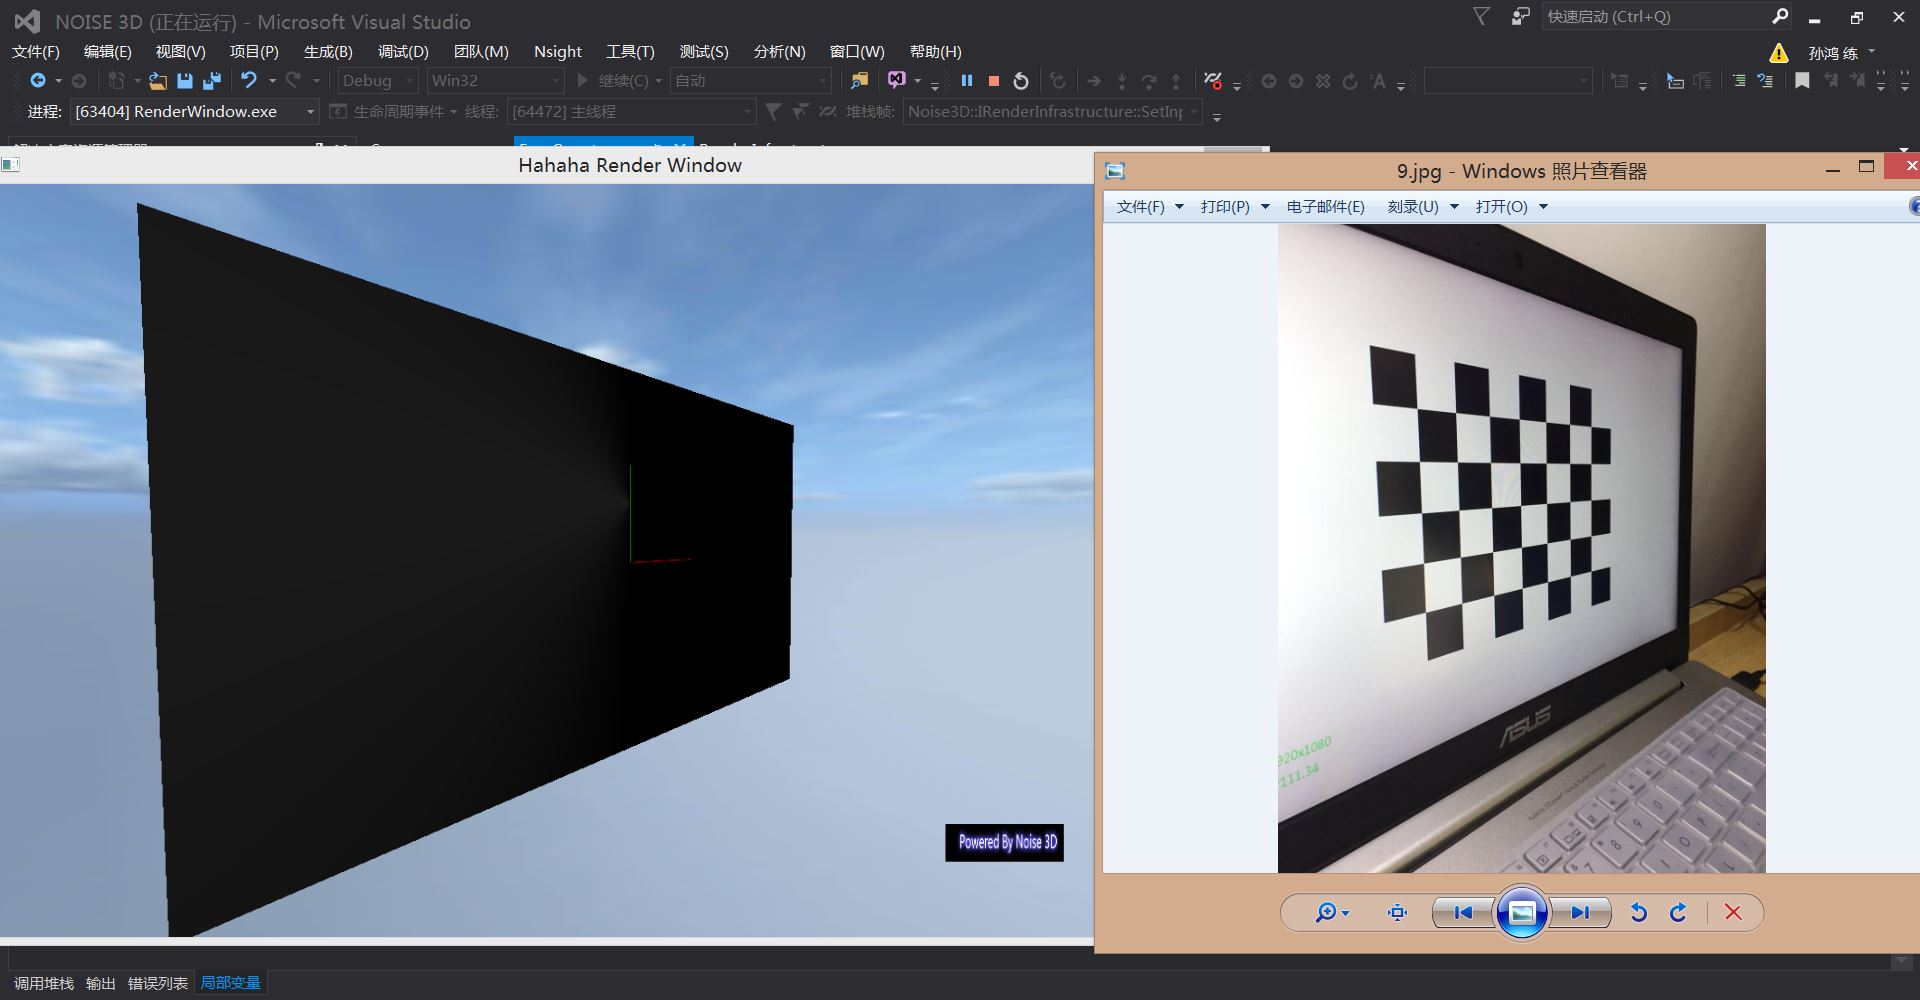 NOISE 3D (正在运行) - Microsoft Visual Studio
快速启动 (Ctrl+Q)
文件(F) 编辑(E) 视图(V) 项目(P) 生成(B) 调试(D) 团队(M) Nsight 工具(T) 测试(S) 分析(N) 窗口(W) 帮助(H)
孙鸿 练
Debug Win32 继续(C) 自动
进程: [63404] RenderWindow.exe 生命周期事件 线程: [64472] 主线程 堆栈帧: Noise3D::IRenderInfrastructure::SetInp
Hahaha Render Window
Powered By Noise 3D
9.jpg - Windows 照片查看器
文件(F) 打印(P) 电子邮件(E) 刻录(U) 打开(O)
920x1080
111.34
ASUS
调用堆栈 输出 错误列表 局部变量